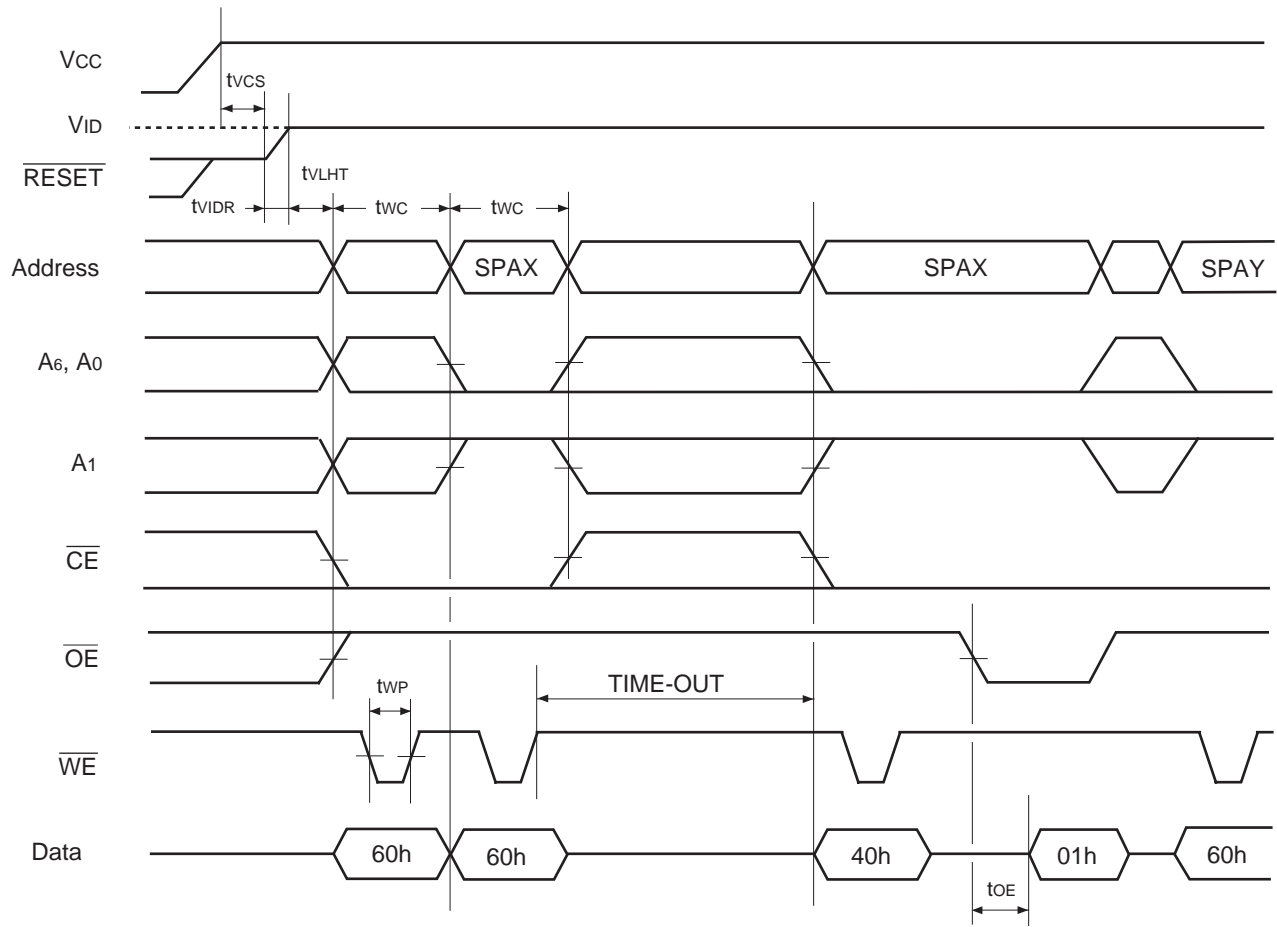 VCC
tVCS
VID
RESET
tVLHT
tVIDR tWC tWC
Address SPAX SPAX SPAY
A6, A0
A1
CE
OE
TIME-OUT
tWP
WE
Data 60h 60h 40h 01h 60h
tOE